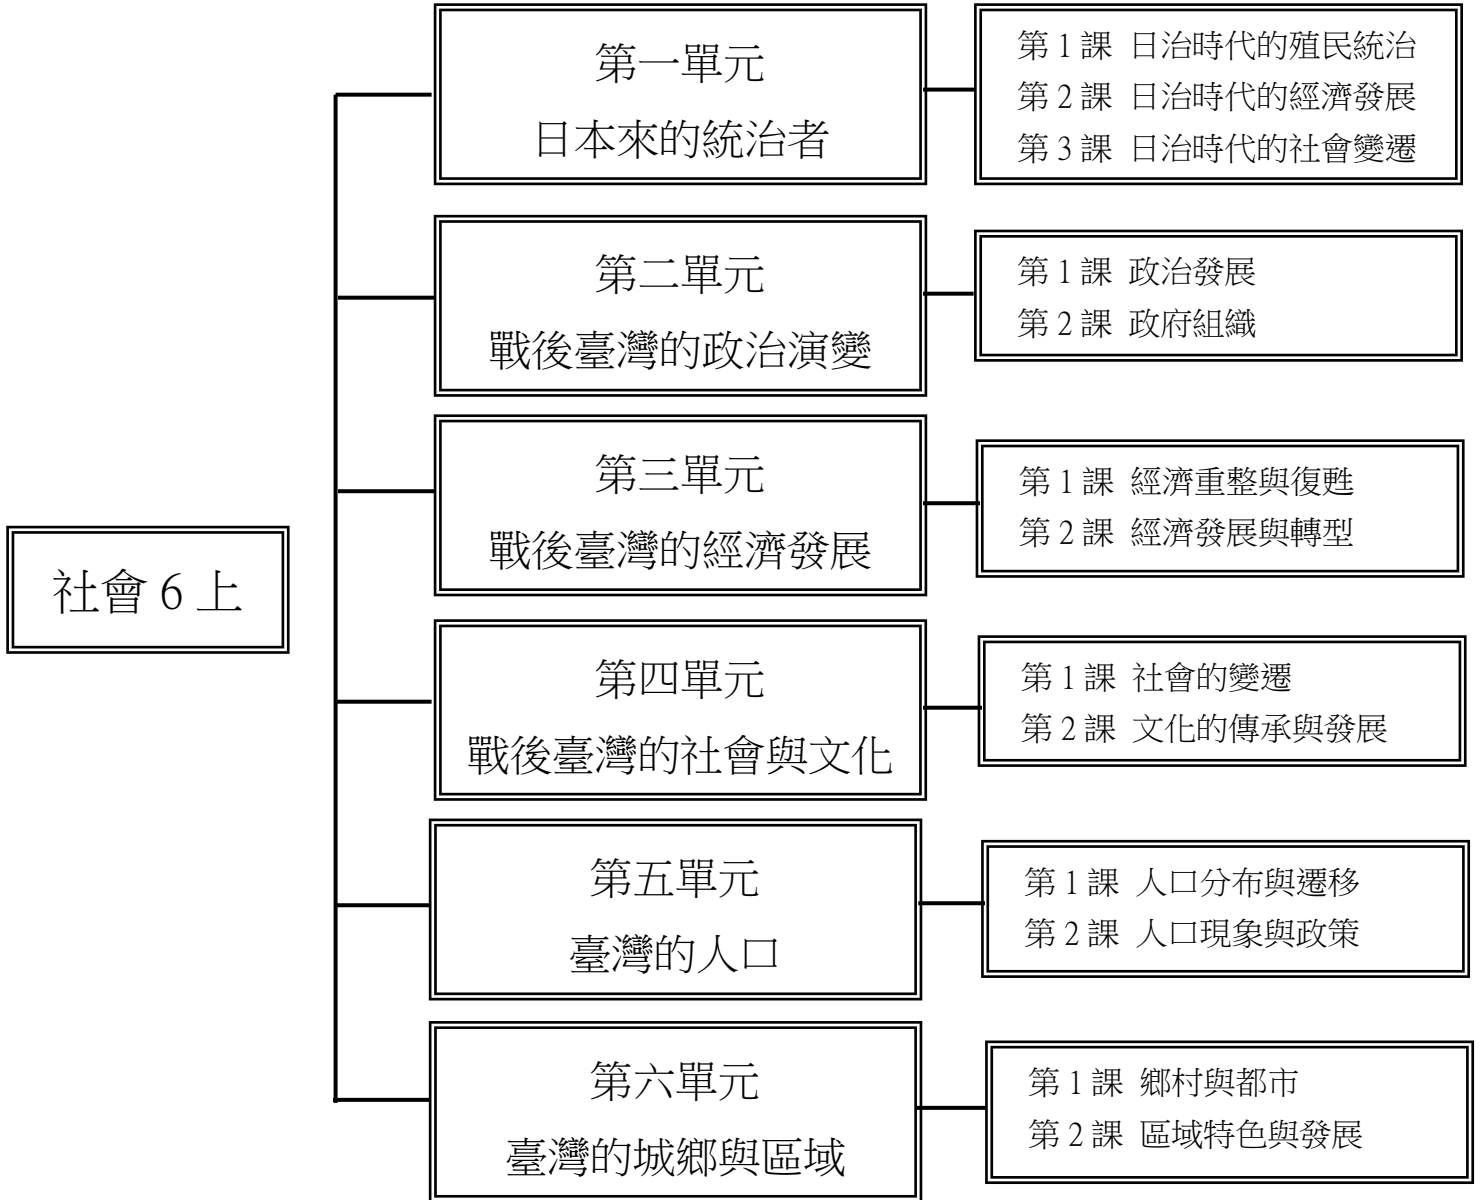 社會 6 上
第一單元
日本來的統治者
第 1 課 日治時代的殖民統治
第 2 課 日治時代的經濟發展
第 3 課 日治時代的社會變遷
第二單元
戰後臺灣的政治演變
第 1 課 政治發展
第 2 課 政府組織
第三單元
戰後臺灣的經濟發展
第 1 課 經濟重整與復甦
第 2 課 經濟發展與轉型
第四單元
戰後臺灣的社會與文化
第 1 課 社會的變遷
第 2 課 文化的傳承與發展
第五單元
臺灣的人口
第 1 課 人口分布與遷移
第 2 課 人口現象與政策
第六單元
臺灣的城鄉與區域
第 1 課 鄉村與都市
第 2 課 區域特色與發展